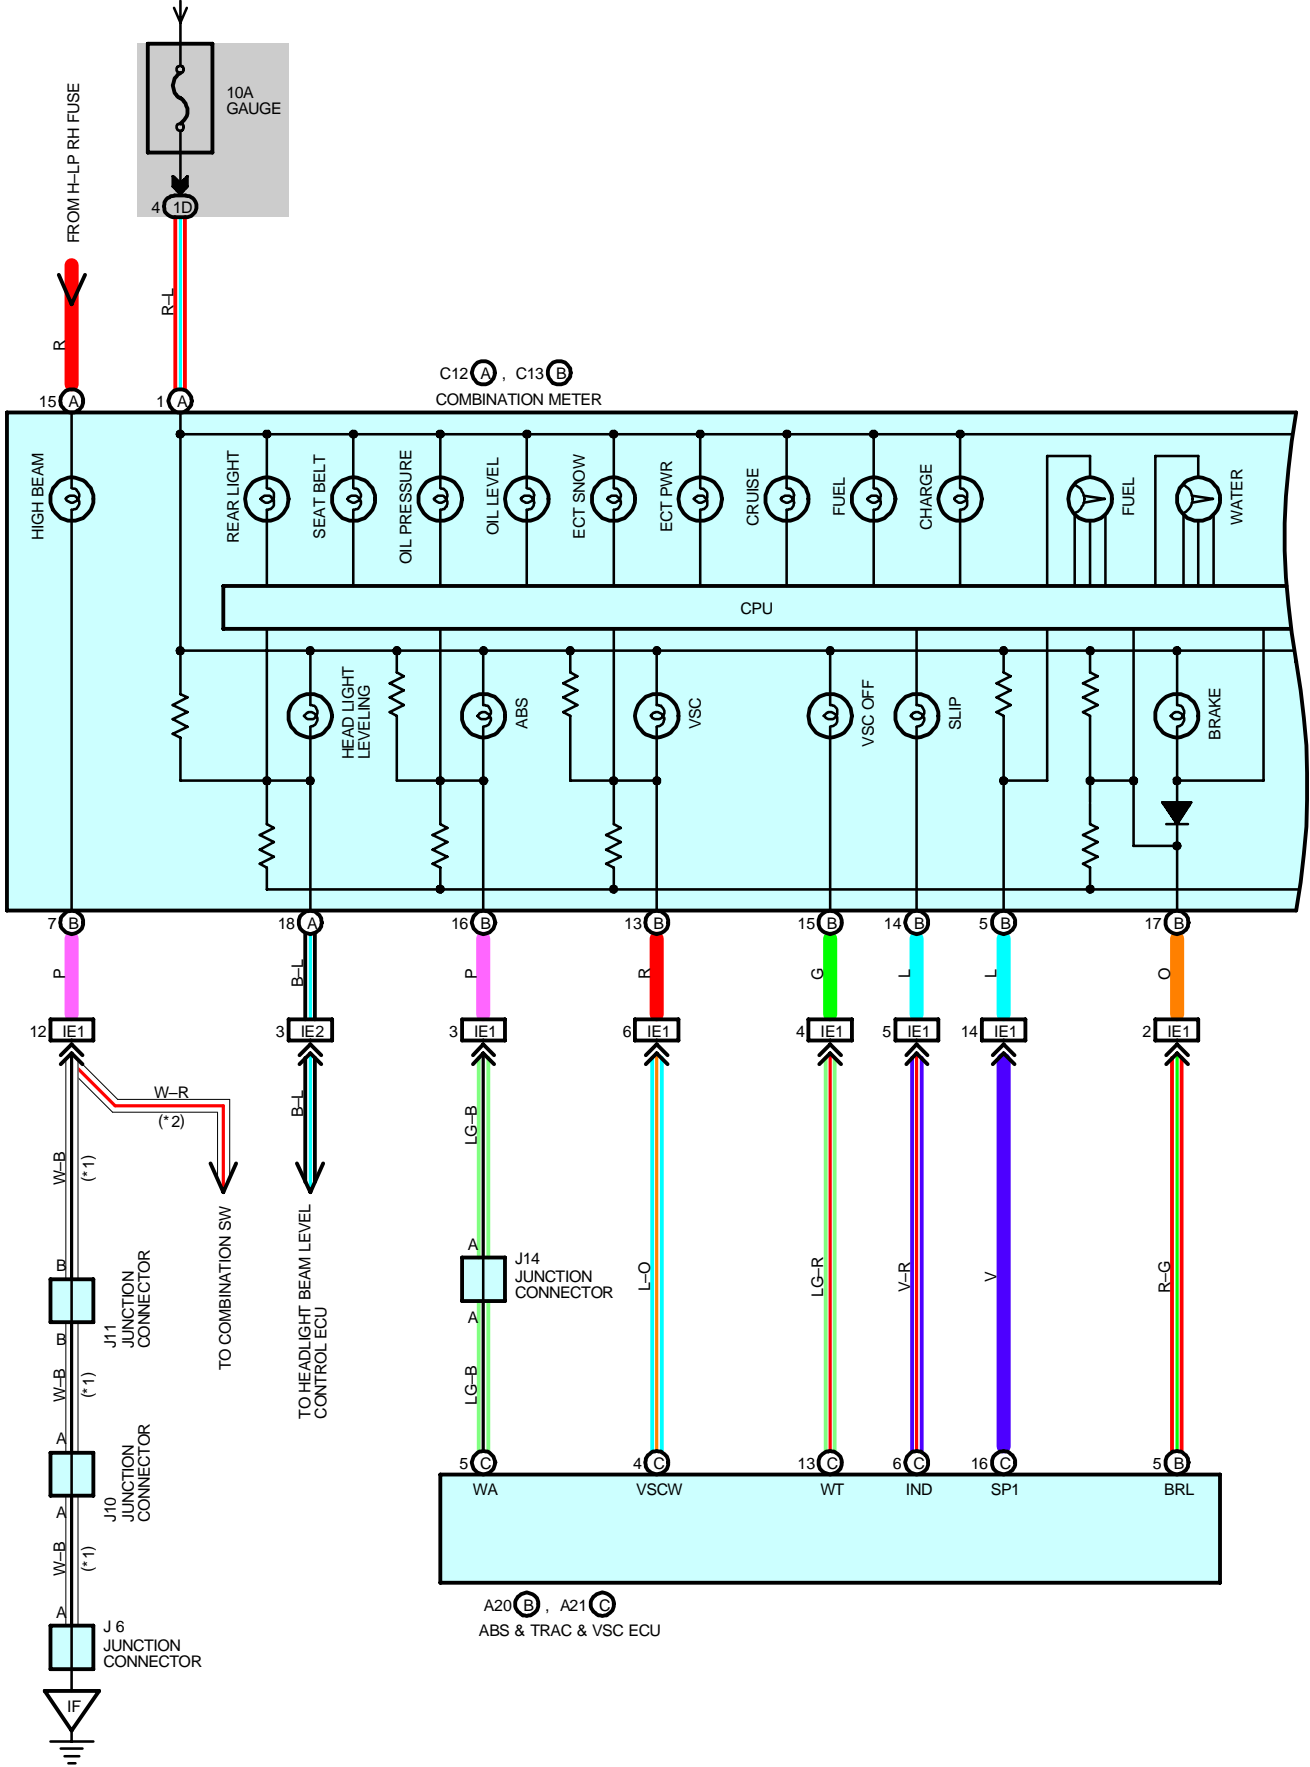 10A
GAUGE
FROM H–LP RH FUSE
4 1D
R
R–L
C12 A , C13 B
COMBINATION METER
15 A
1 A
HIGH BEAM
REAR LIGHT
SEAT BELT
OIL PRESSURE
OIL LEVEL
ECT SNOW
ECT PWR
CRUISE
FUEL
CHARGE
FUEL
WATER
CPU
HEAD LIGHT
LEVELING
ABS
VSC
VSC OFF
SLIP
BRAKE
7 B
18 A
16 B
13 B
15 B
14 B
5 B
17 B
P
B–L
P
R
G
L
L
O
12 IE1
3 IE2
3 IE1
6 IE1
4 IE1
5 IE1
14 IE1
2 IE1
W–R
(*2)
B–L
LG–B
W–B
(*1)
TO COMBINATION SW
TO HEADLIGHT BEAM LEVEL
CONTROL ECU
A
J14
JUNCTION
CONNECTOR
A
L–O
LG–R
V–R
V
R–G
B
J11
JUNCTION
CONNECTOR
B
W–B
(*1)
LG–B
A
J10
JUNCTION
CONNECTOR
A
5 C
4 C
13 C
6 C
16 C
5 B
WA
VSCW
WT
IND
SP1
BRL
W–B
(*1)
A20 B , A21 C
ABS & TRAC & VSC ECU
A
J 6
JUNCTION
CONNECTOR
IF